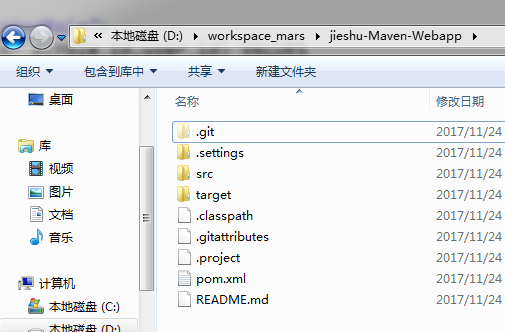 « 本地磁盘 (D:) ▸ workspace_mars ▸ jieshu-Maven-Webapp ▸
组织 包含到库中 共享 新建文件夹
桌面
库
视频
图片
文档
音乐
计算机
本地磁盘 (C:)
本地磁盘 (D:)
名称 修改日期
.git 2017/11/24
.settings 2017/11/24
src 2017/11/24
target 2017/11/24
.classpath 2017/11/24
.gitattributes 2017/11/24
.project 2017/11/24
pom.xml 2017/11/24
README.md 2017/11/24